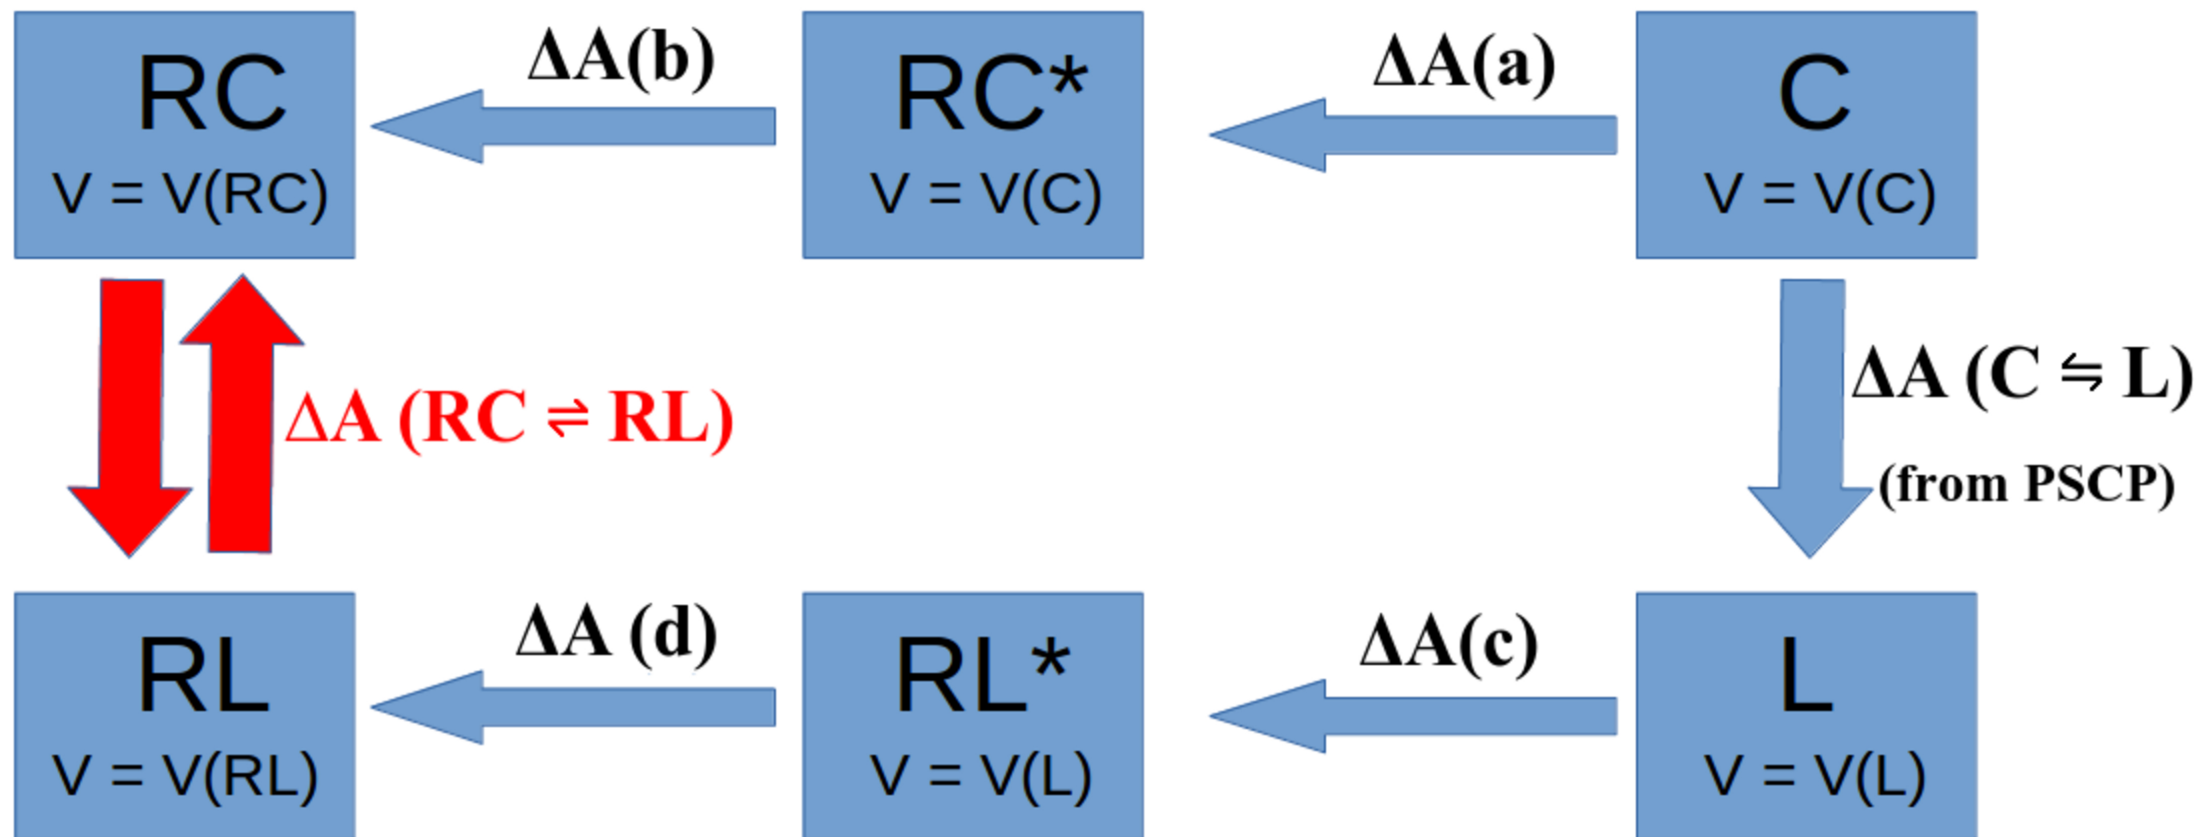 RC
V = V(RC)
ΔA(b)
RC*
V = V(C)
ΔA(a)
C
V = V(C)
ΔA (RC ⇌ RL)
ΔA (C ⇋ L)
(from PSCP)
RL
V = V(RL)
ΔA (d)
RL*
V = V(L)
ΔA(c)
L
V = V(L)